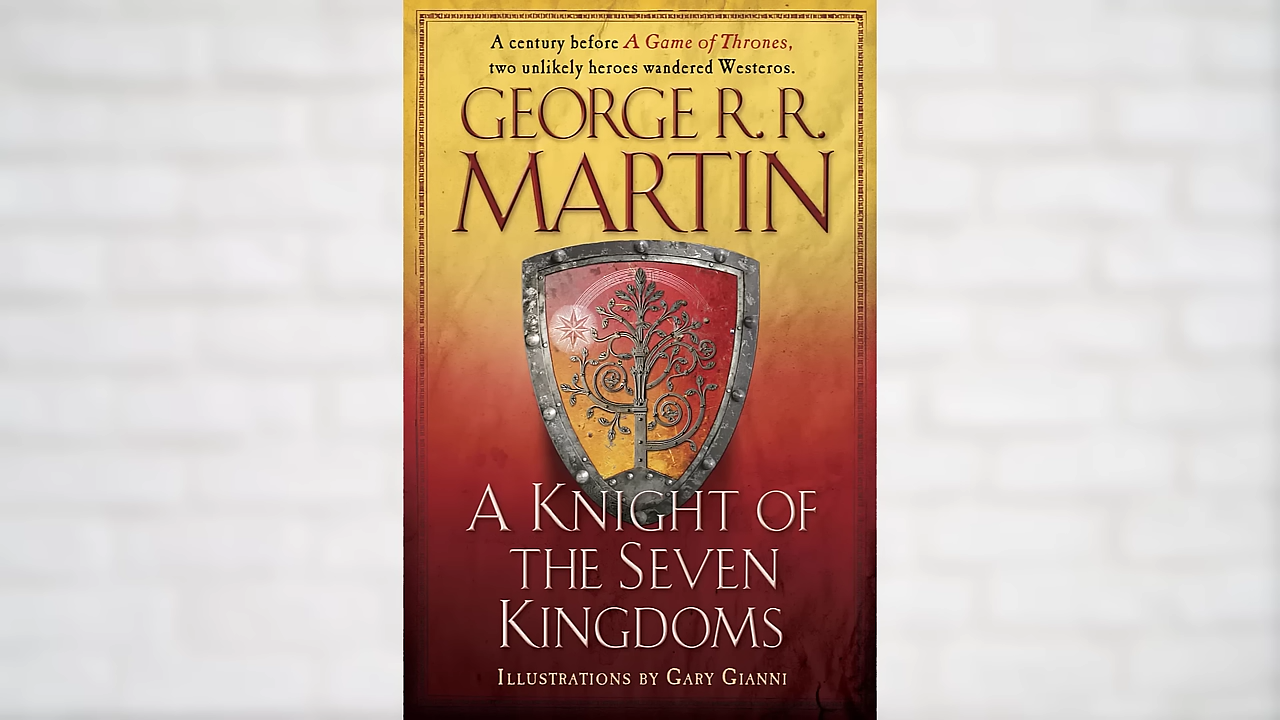 A century before A Game of Thrones,
two unlikely heroes wandered Westeros.
GEORGE R. R.
MARTIN
A KNIGHT OF
THE SEVEN
KINGDOMS
ILLUSTRATIONS BY GARY GIANNI